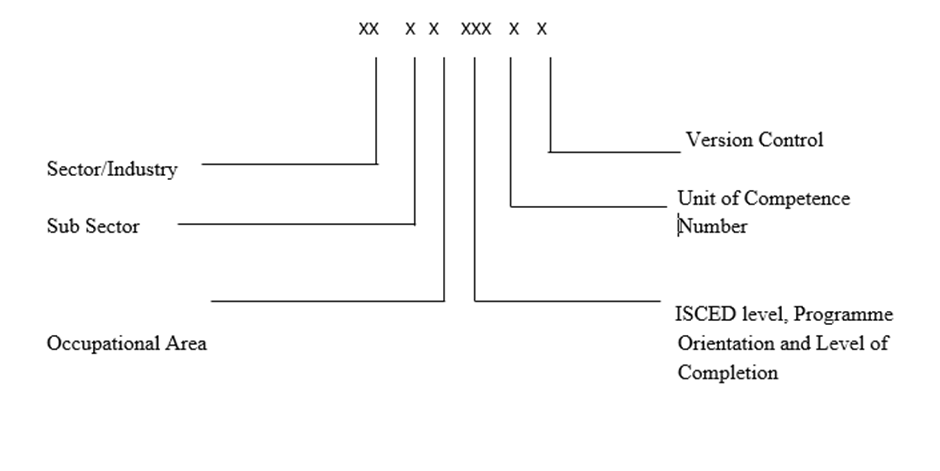 XX X X XXX X X
Version Control
Sector/Industry
Unit of Competence
Number
Sub Sector
ISCED level, Programme
Orientation and Level of
Completion
Occupational Area